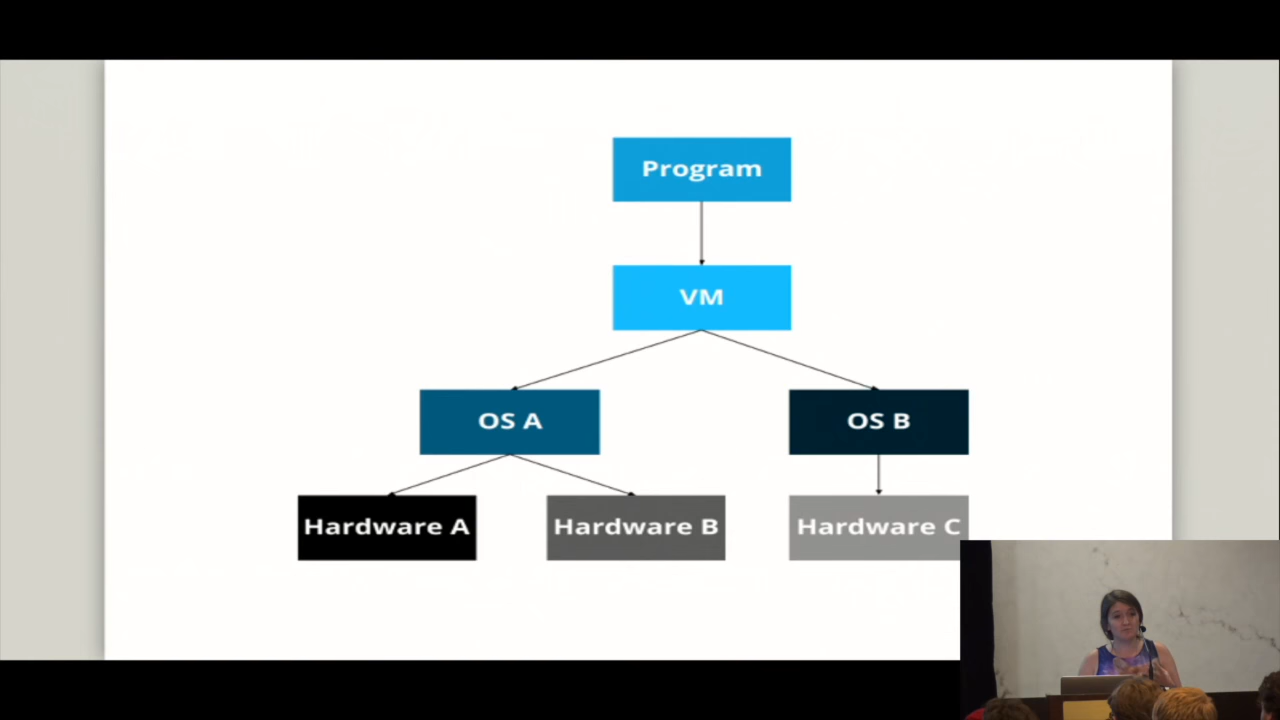 Program
VM
OS A
OS B
Hardware A
Hardware B
Hardware C